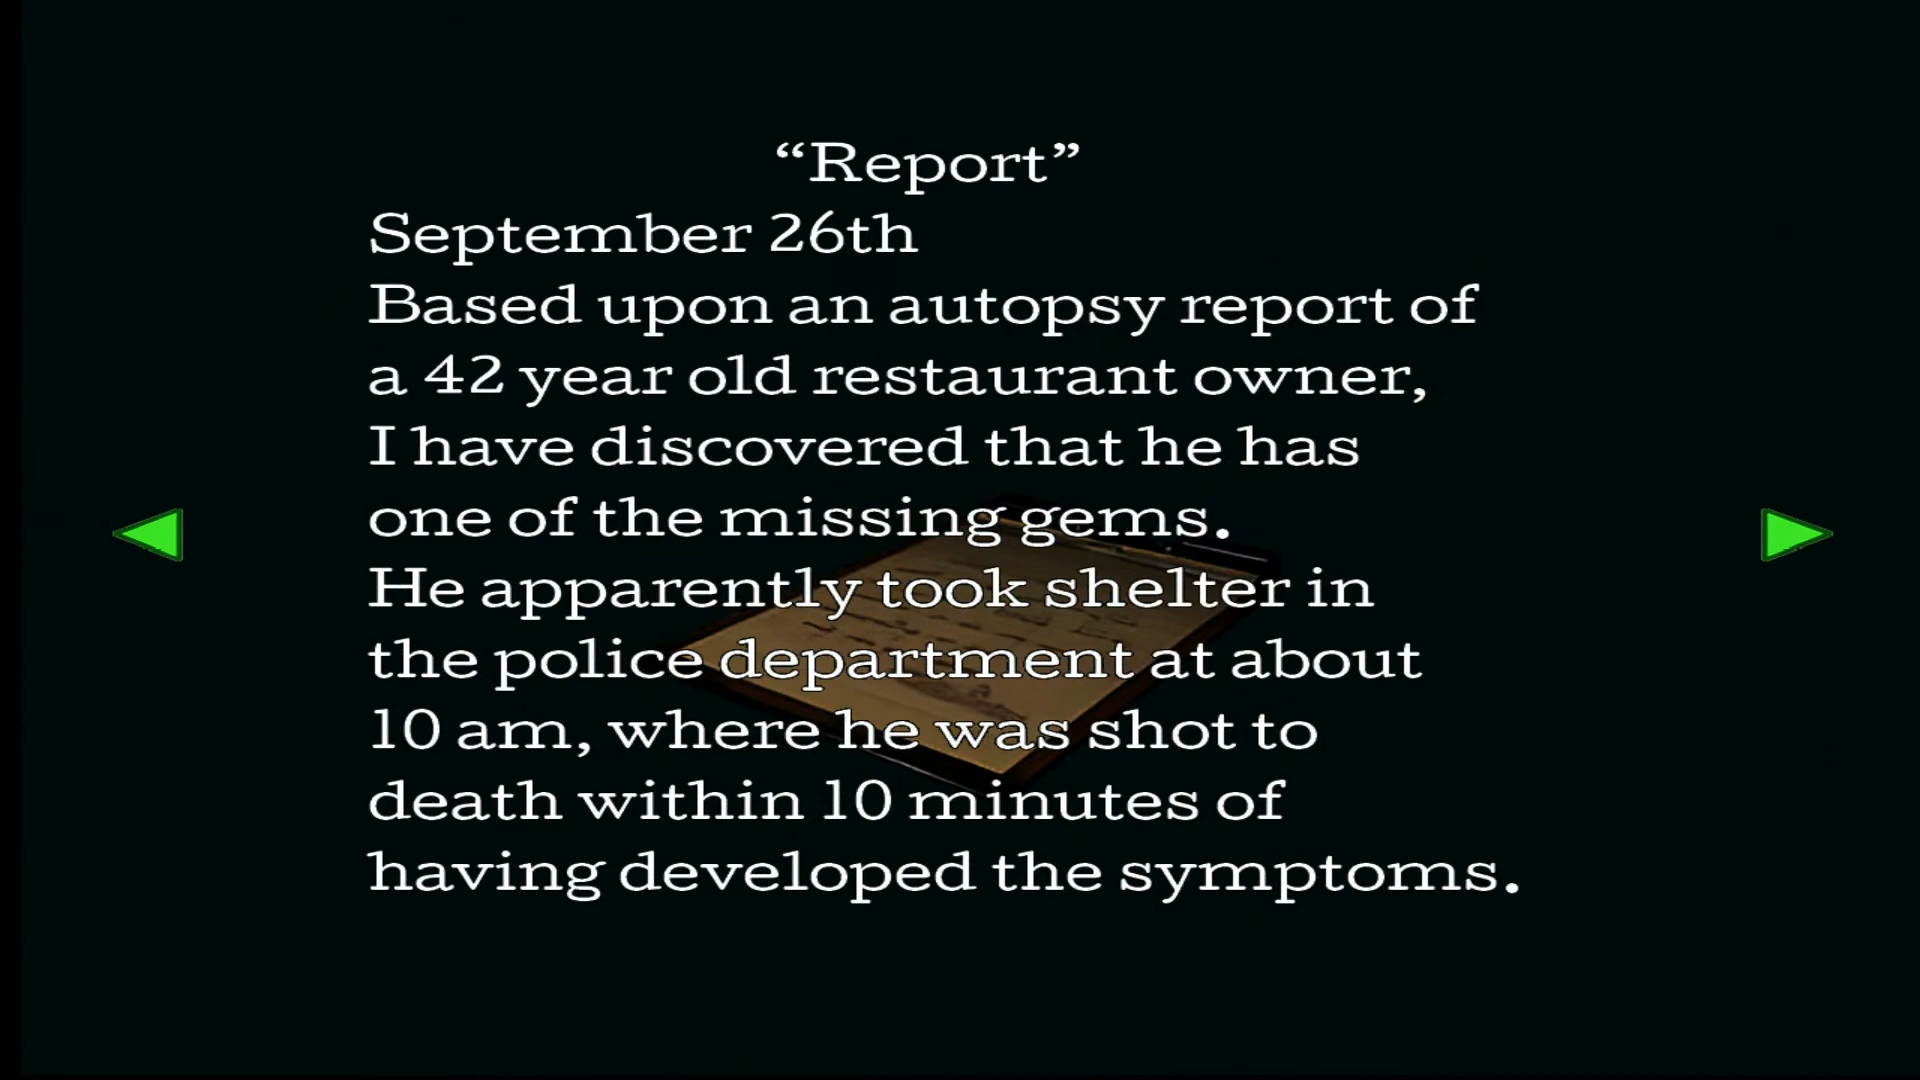 “Report”
September 26th
Based upon an autopsy report of
a 42 year old restaurant owner,
I have discovered that he has
one of the missing gems.
He apparently took shelter in
the police department at about
10 am, where he was shot to
death within 10 minutes of
having developed the symptoms.